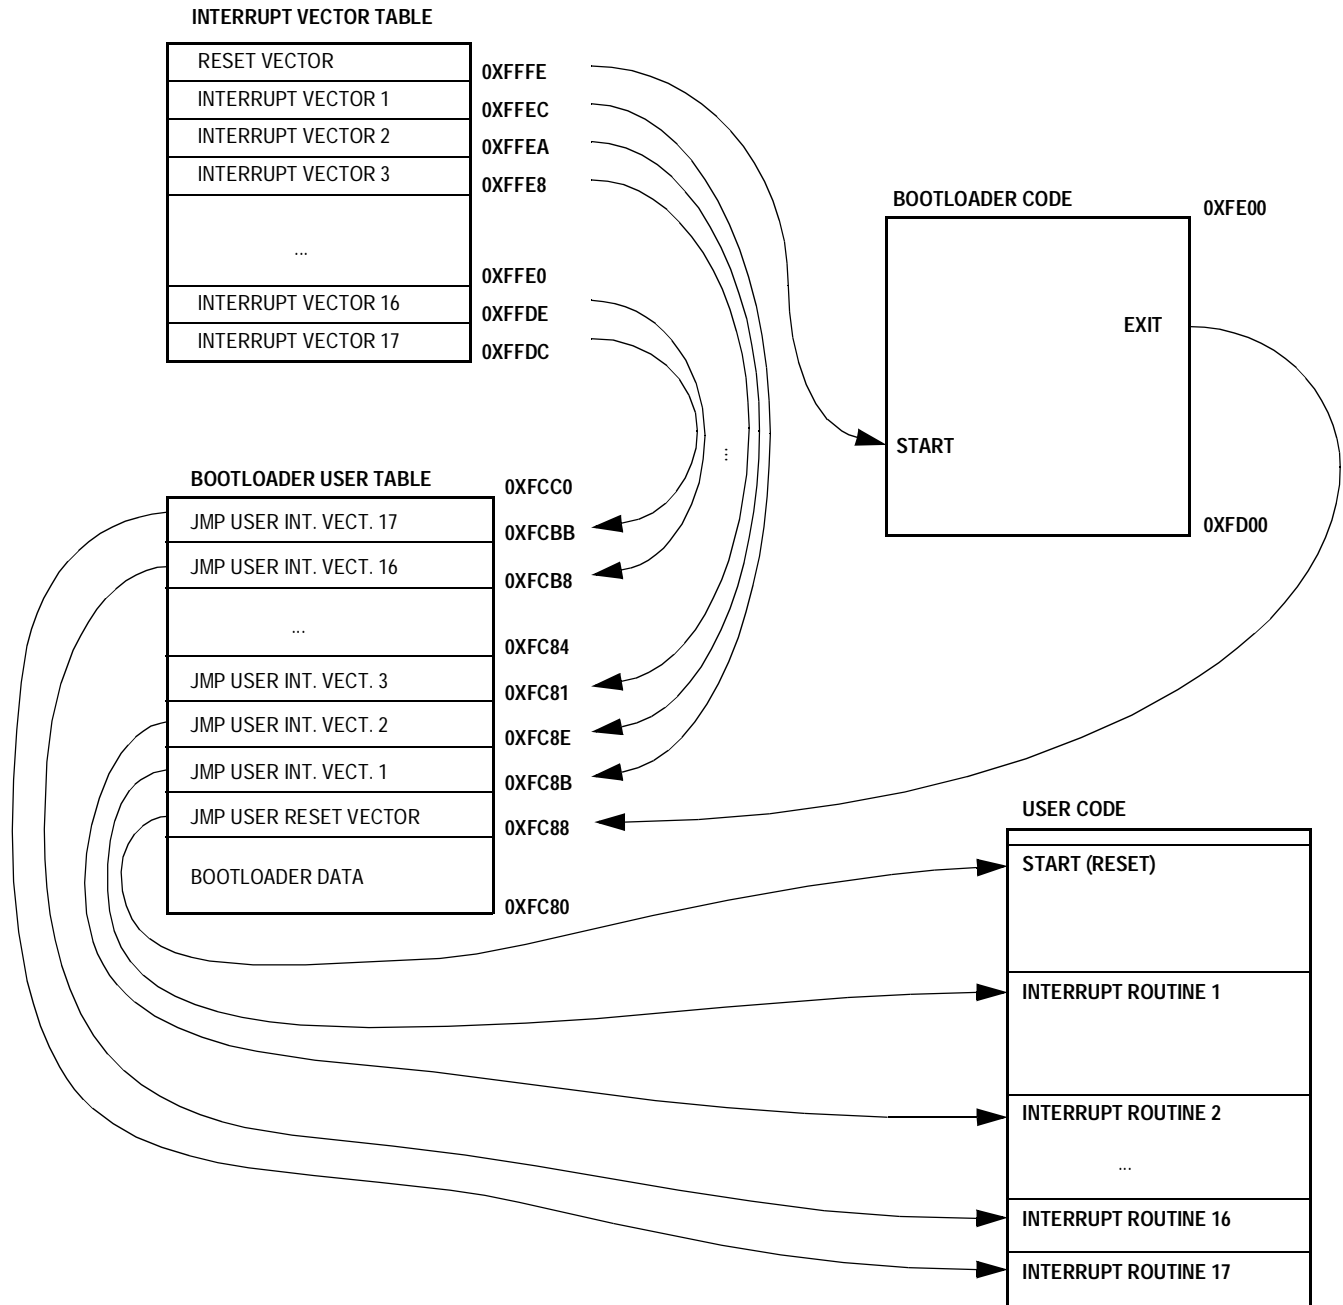 INTERRUPT VECTOR TABLE
RESET VECTOR
0XFFFE
INTERRUPT VECTOR 1
0XFFEC
INTERRUPT VECTOR 2
0XFFEA
INTERRUPT VECTOR 3
0XFFE8
...
0XFFE0
INTERRUPT VECTOR 16
0XFFDE
INTERRUPT VECTOR 17
0XFFDC
BOOTLOADER CODE
0XFE00
EXIT
START
0XFD00
...
BOOTLOADER USER TABLE
0XFCC0
JMP USER INT. VECT. 17
0XFCBB
JMP USER INT. VECT. 16
0XFCB8
...
0XFC84
JMP USER INT. VECT. 3
0XFC81
JMP USER INT. VECT. 2
0XFC8E
JMP USER INT. VECT. 1
0XFC8B
JMP USER RESET VECTOR
0XFC88
BOOTLOADER DATA
0XFC80
USER CODE
START (RESET)
INTERRUPT ROUTINE 1
INTERRUPT ROUTINE 2
...
INTERRUPT ROUTINE 16
INTERRUPT ROUTINE 17